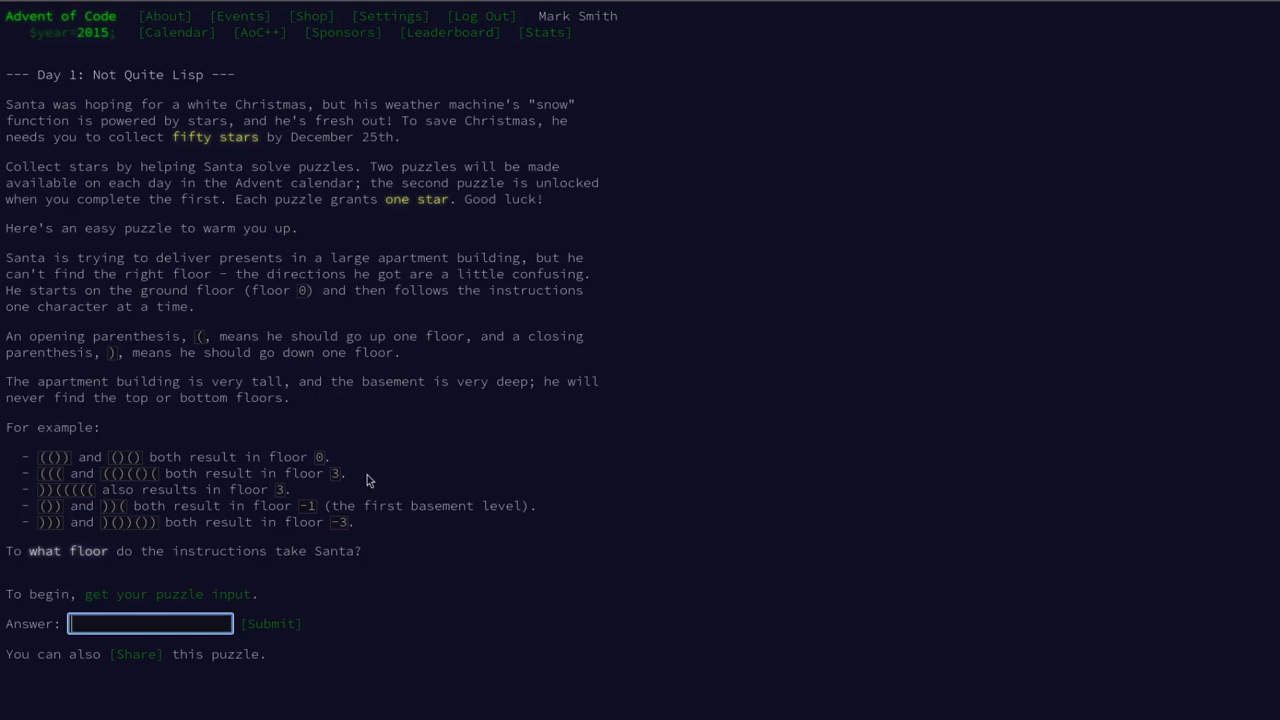 Advent of Code [About] [Events] [Shop] [Settings] [Log Out] Mark Smith
$year=2015; [Calendar] [AoC++] [Sponsors] [Leaderboard] [Stats]
--- Day 1: Not Quite Lisp ---
Santa was hoping for a white Christmas, but his weather machine's "snow"
function is powered by stars, and he's fresh out! To save Christmas, he
needs you to collect fifty stars by December 25th.
Collect stars by helping Santa solve puzzles. Two puzzles will be made
available on each day in the Advent calendar; the second puzzle is unlocked
when you complete the first. Each puzzle grants one star. Good luck!
Here's an easy puzzle to warm you up.
Santa is trying to deliver presents in a large apartment building, but he
can't find the right floor - the directions he got are a little confusing.
He starts on the ground floor (floor 0) and then follows the instructions
one character at a time.
An opening parenthesis, (, means he should go up one floor, and a closing
parenthesis, ), means he should go down one floor.
The apartment building is very tall, and the basement is very deep; he will
never find the top or bottom floors.
For example:
- (()) and ()() both result in floor 0.
- ((( and (()(()( both result in floor 3.
- ))((((( also results in floor 3.
- ()) and ))( both result in floor -1 (the first basement level).
- ))) and )())()) both result in floor -3.
To what floor do the instructions take Santa?
To begin, get your puzzle input.
Answer: [Submit]
You can also [Share] this puzzle.